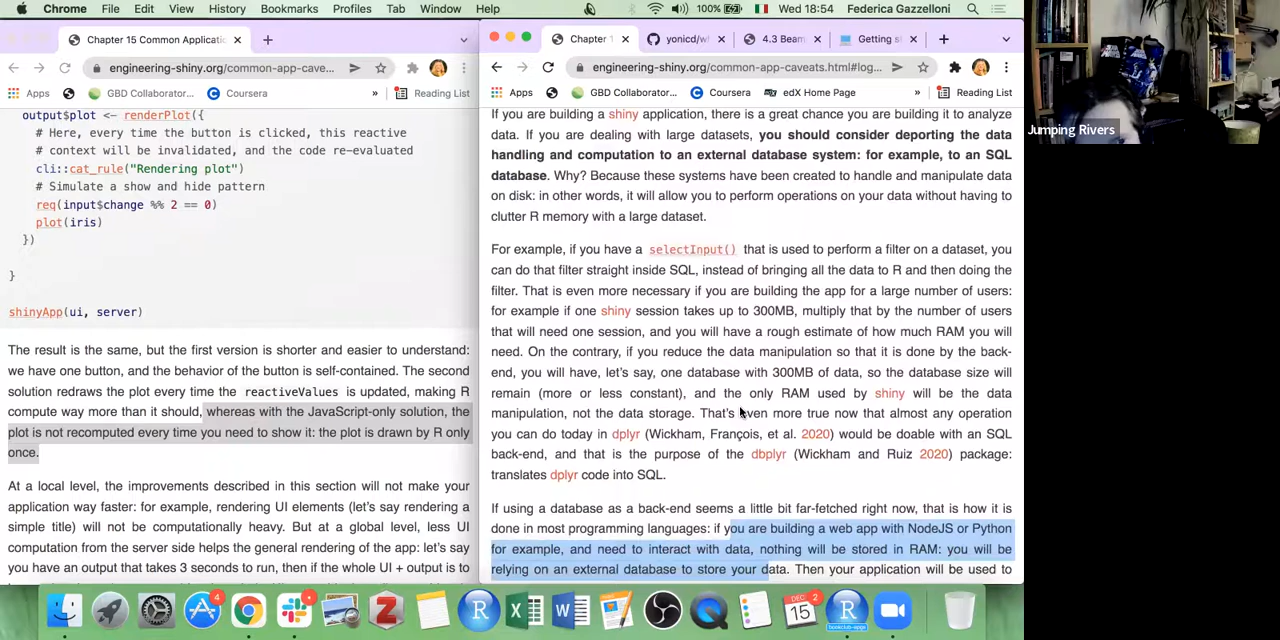 Chrome File Edit View History Bookmarks Profiles Tab Window Help 100% Wed 18:54 Federica Gazzelloni
Chapter 15 Common Applicati
engineering-shiny.org/common-app-cave...
Apps GBD Collaborator... Coursera » Reading List
output$plot <- renderPlot({
# Here, every time the button is clicked, this reactive
# context will be invalidated, and the code re-evaluated
cli::cat_rule("Rendering plot")
# Simulate a show and hide pattern
req(input$change %% 2 == 0)
plot(iris)
})
}
shinyApp(ui, server)
The result is the same, but the first version is shorter and easier to understand:
we have one button, and the behavior of the button is self-contained. The second
solution redraws the plot every time the reactiveValues is updated, making R
compute way more than it should, whereas with the JavaScript-only solution, the
plot is not recomputed every time you need to show it: the plot is drawn by R only
once.
At a local level, the improvements described in this section will not make your
application way faster: for example, rendering UI elements (let's say rendering a
simple title) will not be computationally heavy. But at a global level, less UI
computation from the server side helps the general rendering of the app: let's say
you have an output that takes 3 seconds to run, then if the whole UI + output is to
Chapter 1 yonicd/w 4.3 Beam Getting s
engineering-shiny.org/common-app-caveats.html#log...
Apps GBD Collaborator... Coursera edX Home Page » Reading List
If you are building a shiny application, there is a great chance you are building it to analyze
data. If you are dealing with large datasets, you should consider deporting the data
handling and computation to an external database system: for example, to an SQL
database. Why? Because these systems have been created to handle and manipulate data
on disk: in other words, it will allow you to perform operations on your data without having to
clutter R memory with a large dataset.
For example, if you have a selectInput() that is used to perform a filter on a dataset, you
can do that filter straight inside SQL, instead of bringing all the data to R and then doing the
filter. That is even more necessary if you are building the app for a large number of users:
for example if one shiny session takes up to 300MB, multiply that by the number of users
that will need one session, and you will have a rough estimate of how much RAM you will
need. On the contrary, if you reduce the data manipulation so that it is done by the back-
end, you will have, let's say, one database with 300MB of data, so the database size will
remain (more or less constant), and the only RAM used by shiny will be the data
manipulation, not the data storage. That's even more true now that almost any operation
you can do today in dplyr (Wickham, François, et al. 2020) would be doable with an SQL
back-end, and that is the purpose of the dbplyr (Wickham and Ruiz 2020) package:
translates dplyr code into SQL.
If using a database as a back-end seems a little bit far-fetched right now, that is how it is
done in most programming languages: if you are building a web app with NodeJS or Python
for example, and need to interact with data, nothing will be stored in RAM: you will be
relying on an external database to store your data. Then your application will be used to
Jumping Rivers
4
DEC 2
15